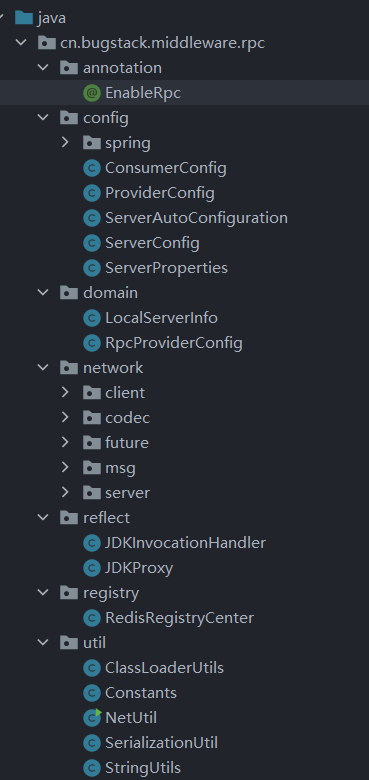 java
cn.bugstack.middleware.rpc
annotation
EnableRpc
config
spring
ConsumerConfig
ProviderConfig
ServerAutoConfiguration
ServerConfig
ServerProperties
domain
LocalServerInfo
RpcProviderConfig
network
client
codec
future
msg
server
reflect
JDKInvocationHandler
JDKProxy
registry
RedisRegistryCenter
util
ClassLoaderUtils
Constants
NetUtil
SerializationUtil
StringUtils